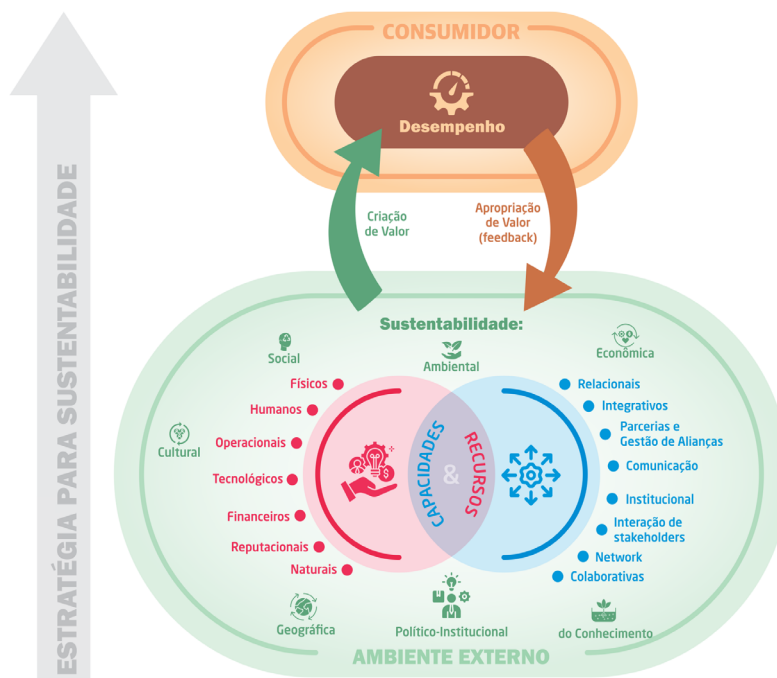 ESTRATÉGIA PARA SUSTENTABILIDADE
CONSUMIDOR
Desempenho
Criação
de Valor
Apropriação
de Valor
(feedback)
Sustentabilidade:
Social
Ambiental
Econômica
Cultural
Físicos
Humanos
Operacionais
Tecnológicos
Financeiros
Reputacionais
Naturais
CAPACIDADES
&
RECURSOS
Relacionais
Integrativos
Parcerias e
Gestão de Alianças
Comunicação
Institucional
Interação de
stakeholders
Network
Colaborativas
Geográfica
Político-Institucional
do Conhecimento
AMBIENTE EXTERNO